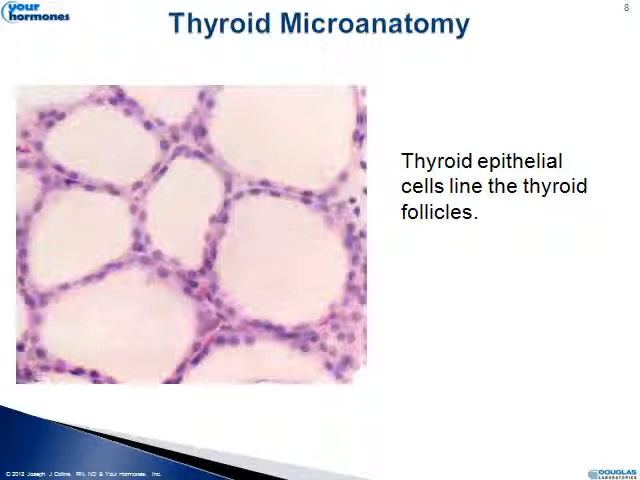 your
hormones
Thyroid Microanatomy
8
Thyroid epithelial
cells line the thyroid
follicles.
© 2012 Joseph J Collins, RN, ND & Your Hormones, Inc.
DOUGLAS
LABORATORIES